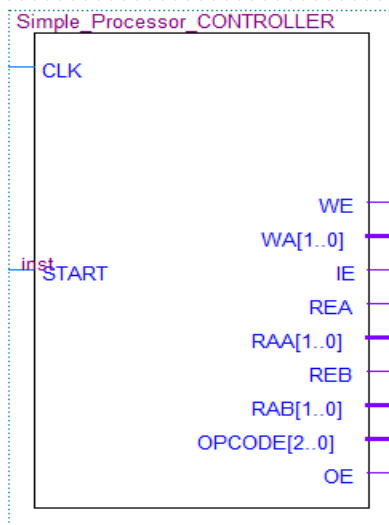 Simple_Processor_CONTROLLER
CLK
WE
WA[1..0]
inst
START
IE
REA
RAA[1..0]
REB
RAB[1..0]
OPCODE[2..0]
OE